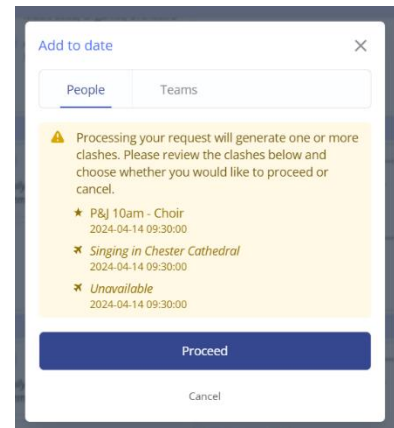 Add to date
People Teams
Processing your request will generate one or more
clashes. Please review the clashes below and
choose whether you would like to proceed or
cancel.
P&J 10am - Choir
2024-04-14 09:30:00
Singing in Chester Cathedral
2024-04-14 09:30:00
Unavailable
2024-04-14 09:30:00
Proceed
Cancel